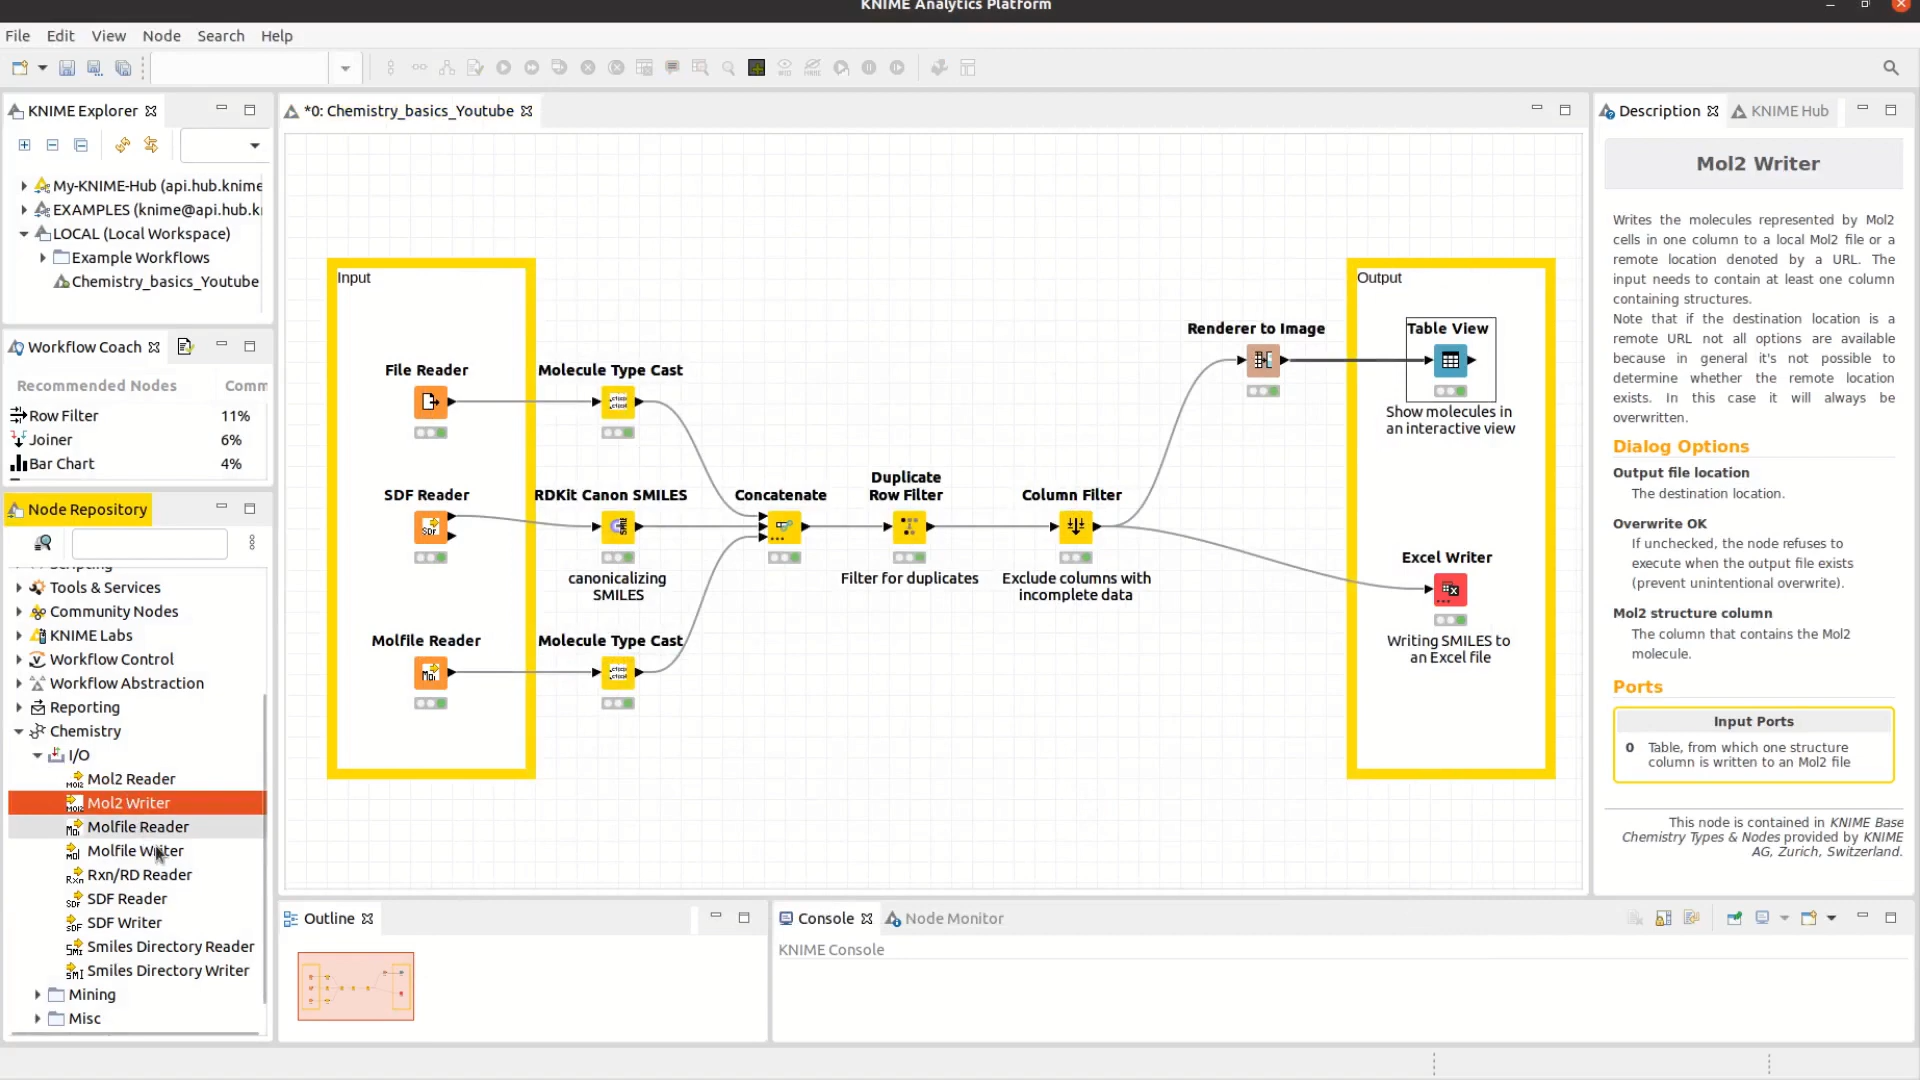 KNIME Analytics Platform
File Edit View Node Search Help
KNIME Explorer
My-KNIME-Hub (api.hub.knime
EXAMPLES (knime@api.hub.k
LOCAL (Local Workspace)
Example Workflows
Chemistry_basics_Youtube
Workflow Coach
Recommended Nodes Comm
Row Filter 11%
Joiner 6%
Bar Chart 4%
Node Repository
Scripting
Tools & Services
Community Nodes
KNIME Labs
Workflow Control
Workflow Abstraction
Reporting
Chemistry
I/O
Mol2 Reader
Mol2 Writer
Molfile Reader
Molfile Writer
Rxn/RD Reader
SDF Reader
SDF Writer
Smiles Directory Reader
Smiles Directory Writer
Mining
Misc
*0: Chemistry_basics_Youtube
Input
File Reader
SDF Reader
Molfile Reader
Molecule Type Cast
RDKit Canon SMILES
canonicalizing
SMILES
Molecule Type Cast
Concatenate
Duplicate
Row Filter
Filter for duplicates
Column Filter
Exclude columns with
incomplete data
Renderer to Image
Output
Table View
Show molecules in
an interactive view
Excel Writer
Writing SMILES to
an Excel file
Outline
Console Node Monitor
KNIME Console
Description KNIME Hub
Mol2 Writer
Writes the molecules represented by Mol2
cells in one column to a local Mol2 file or a
remote location denoted by a URL. The
input needs to contain at least one column
containing structures.
Note that if the destination location is a
remote URL not all options are available
because in general it's not possible to
determine whether the remote location
exists. In this case it will always be
overwritten.
Dialog Options
Output file location
The destination location.
Overwrite OK
If unchecked, the node refuses to
execute when the output file exists
(prevent unintentional overwrite).
Mol2 structure column
The column that contains the Mol2
molecule.
Ports
Input Ports
0 Table, from which one structure
column is written to an Mol2 file
This node is contained in KNIME Base
Chemistry Types & Nodes provided by KNIME
AG, Zurich, Switzerland.